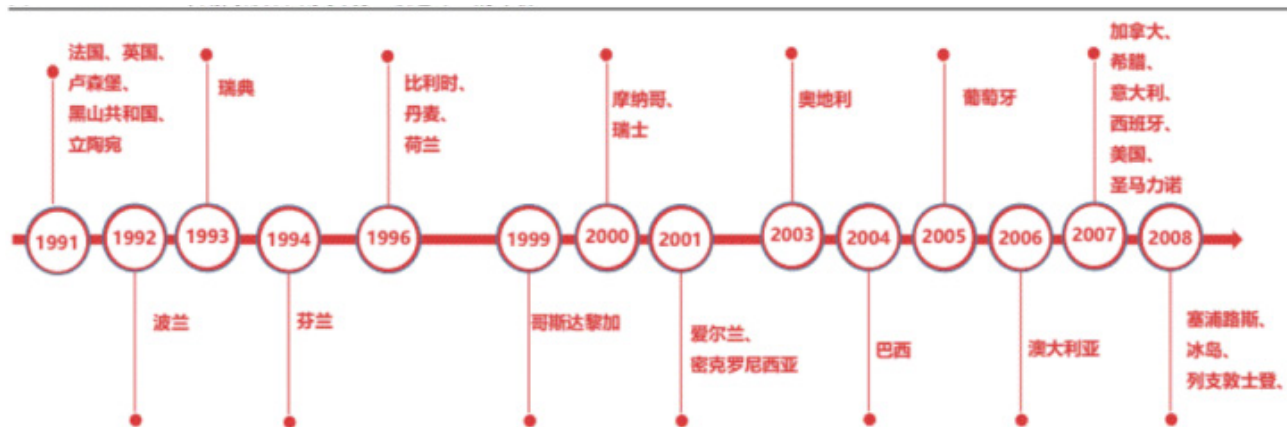 法国、英国、
卢森堡、
黑山共和国、
立陶宛
瑞典
比利时、
丹麦、
荷兰
摩纳哥、
瑞士
奥地利
葡萄牙
加拿大、
希腊、
意大利、
西班牙、
美国、
圣马力诺
1991
1992
1993
1994
1996
1999
2000
2001
2003
2004
2005
2006
2007
2008
波兰
芬兰
哥斯达黎加
爱尔兰、
密克罗尼西亚
巴西
澳大利亚
塞浦路斯、
冰岛、
列支敦士登、